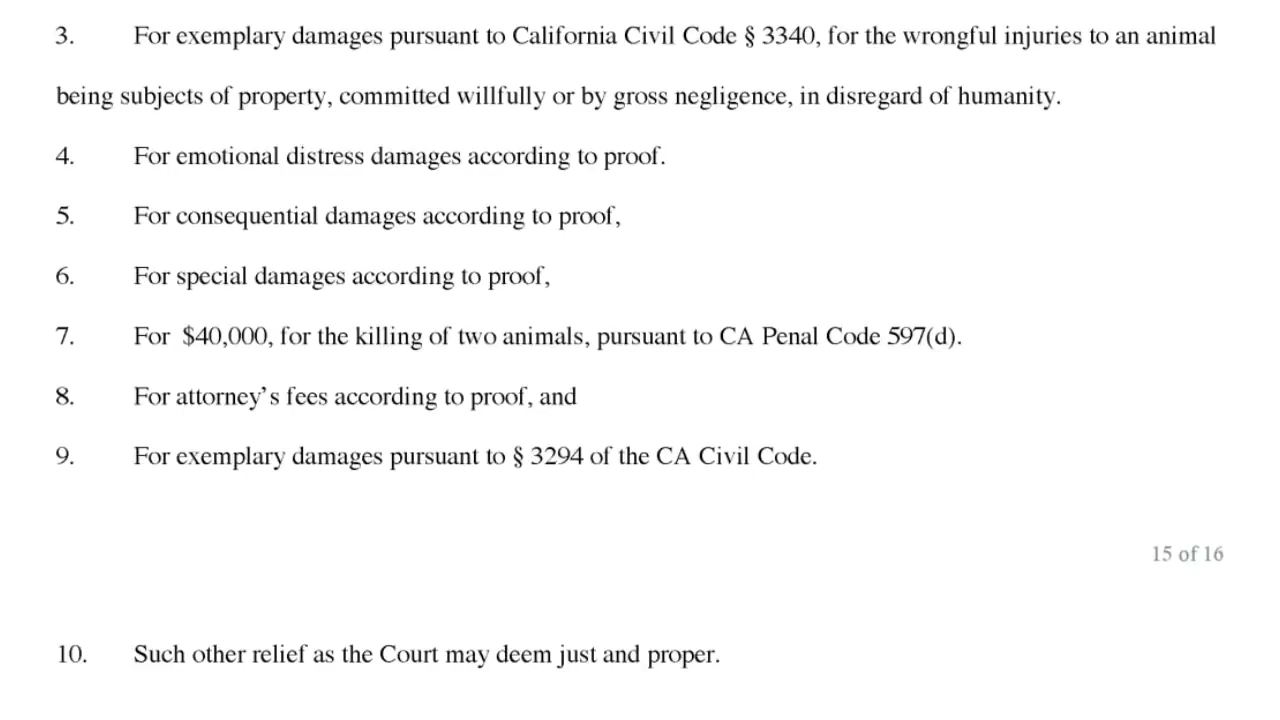 3. For exemplary damages pursuant to California Civil Code § 3340, for the wrongful injuries to an animal
being subjects of property, committed willfully or by gross negligence, in disregard of humanity.
4. For emotional distress damages according to proof.
5. For consequential damages according to proof,
6. For special damages according to proof,
7. For  $40,000, for the killing of two animals, pursuant to CA Penal Code 597(d).
8. For attorney’s fees according to proof, and
9. For exemplary damages pursuant to § 3294 of the CA Civil Code.
15 of 16
10. Such other relief as the Court may deem just and proper.